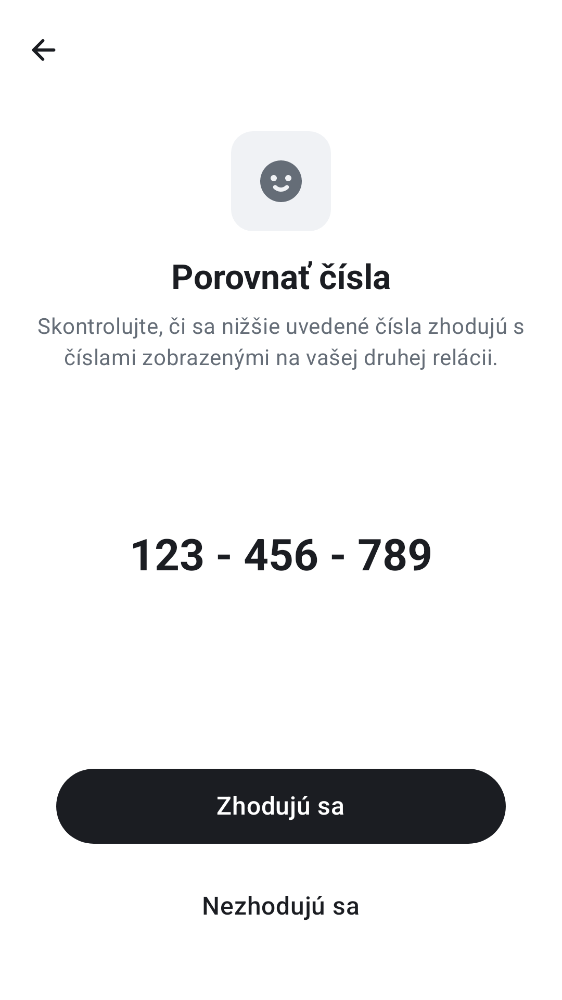 Porovnať čísla
Skontrolujte, či sa nižšie uvedené čísla zhodujú s
číslami zobrazenými na vašej druhej relácii.
123 - 456 - 789
Zhodujú sa
Nezhodujú sa